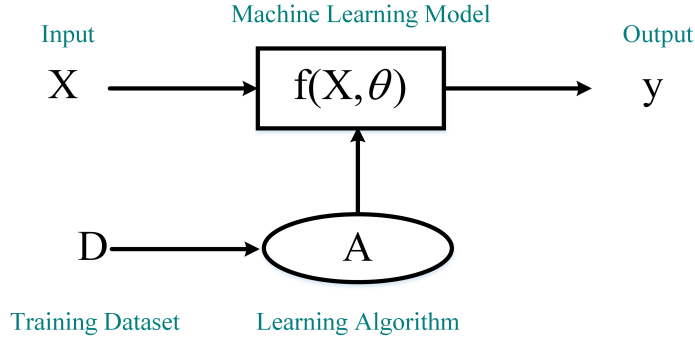 Machine Learning Model
Input
Output
X
f(X, θ)
y
D
A
Training Dataset
Learning Algorithm